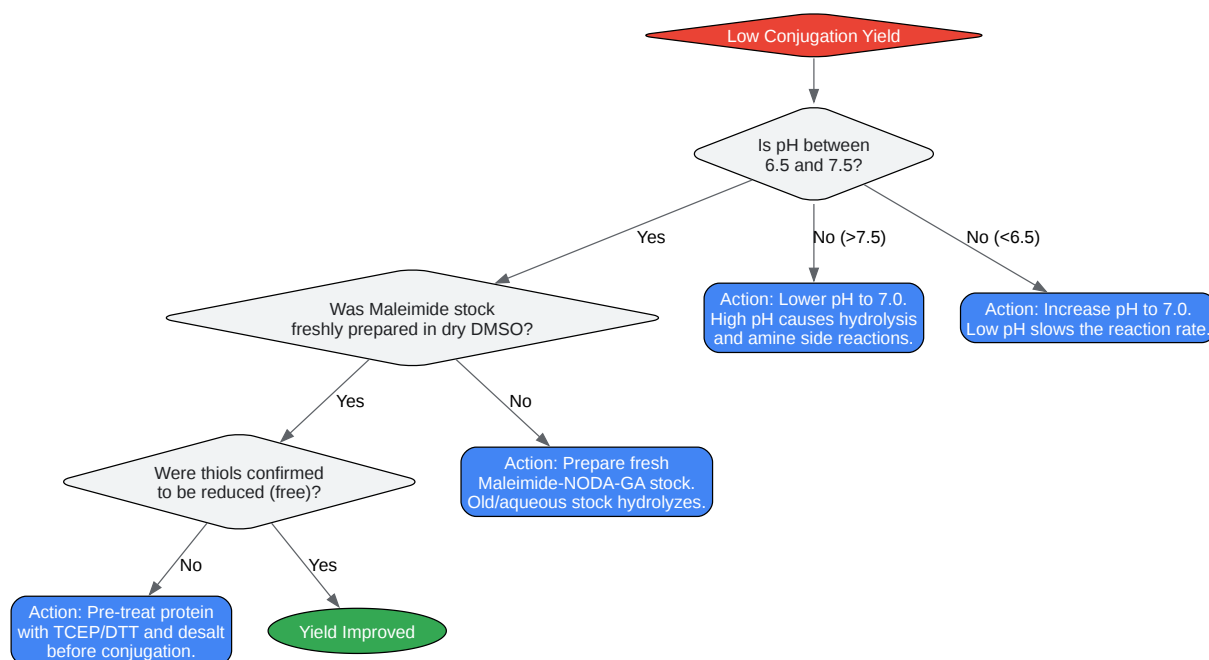 Low Conjugation Yield
Is pH between
6.5 and 7.5?
Yes
No (>7.5)
No (<6.5)
Was Maleimide stock
freshly prepared in dry DMSO?
Action: Lower pH to 7.0.
High pH causes hydrolysis
and amine side reactions.
Action: Increase pH to 7.0.
Low pH slows the reaction rate.
Yes
No
Were thiols confirmed
to be reduced (free)?
Action: Prepare fresh
Maleimide-NODA-GA stock.
Old/aqueous stock hydrolyzes.
No
Yes
Action: Pre-treat protein
with TCEP/DTT and desalt
before conjugation.
Yield Improved